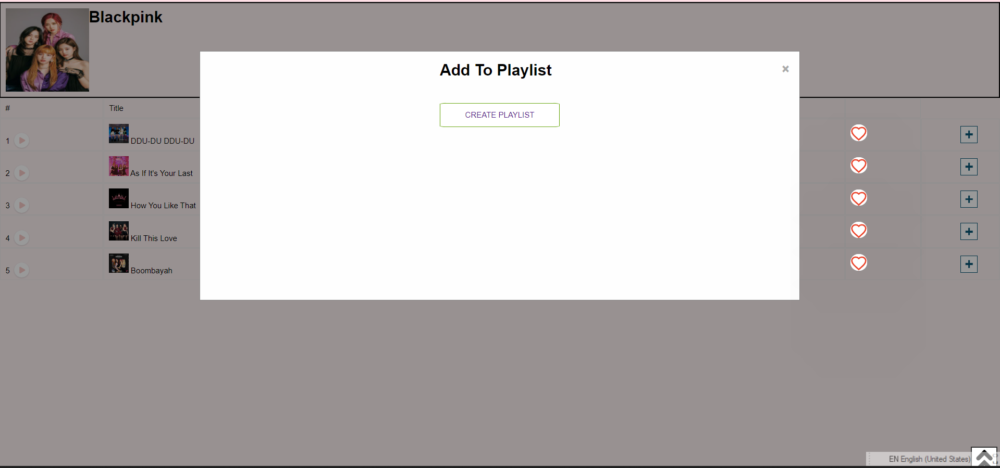 Blackpink
Add To Playlist
×
CREATE PLAYLIST
# Title
1 DDU-DU DDU-DU
2 As If It's Your Last
3 How You Like That
4 Kill This Love
5 Boombayah
EN English (United States)